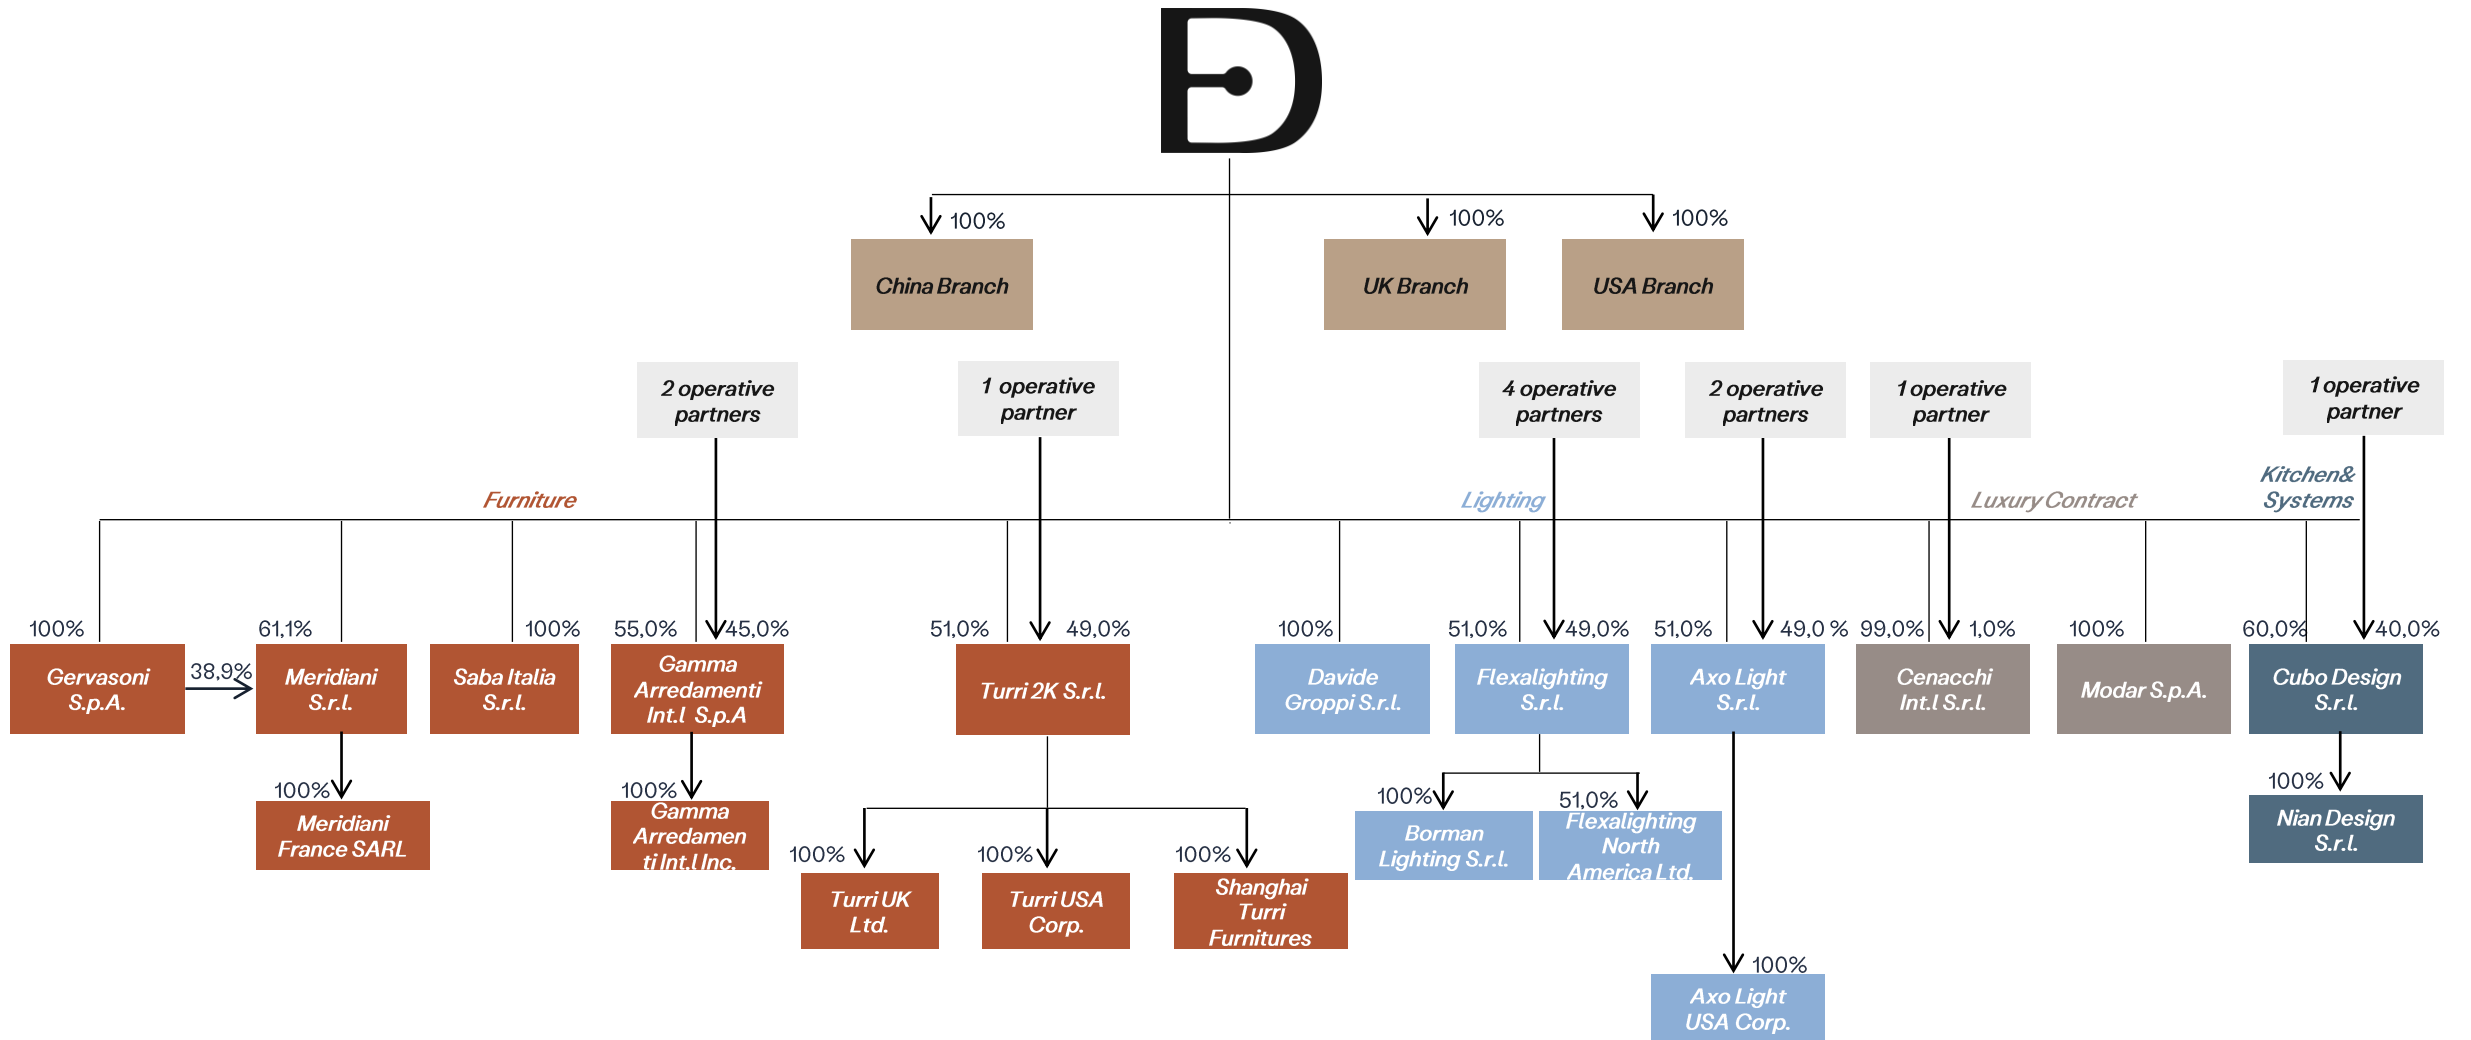 100%
100%
100%
China Branch
UK Branch
USA Branch
2 operative
partners
1 operative
partner
4 operative
partners
2 operative
partners
1 operative
partner
1 operative
partner
Furniture
Lighting
Luxury Contract
Kitchen&
Systems
100%
61,1%
100%
55,0%
45,0%
51,0%
49,0%
100%
51,0%
49,0%
51,0%
49,0 %
99,0%
1,0%
100%
60,0%
40,0%
Gervasoni
S.p.A.
38,9%
Meridiani
S.r.l.
Saba Italia
S.r.l.
Gamma
Arredamenti
Int.l S.p.A
Turri 2K S.r.l.
Davide
Groppi S.r.l.
Flexalighting
S.r.l.
Axo Light
S.r.l.
Cenacchi
Int.l S.r.l.
Modar S.p.A.
Cubo Design
S.r.l.
100%
Meridiani
France SARL
100%
Gamma
Arredamen
ti Int.l Inc.
100%
Turri UK
Ltd.
100%
Turri USA
Corp.
100%
Shanghai
Turri
Furnitures
100%
Borman
Lighting S.r.l.
51,0%
Flexalighting
North
America Ltd.
100%
Axo Light
USA Corp.
100%
Nian Design
S.r.l.